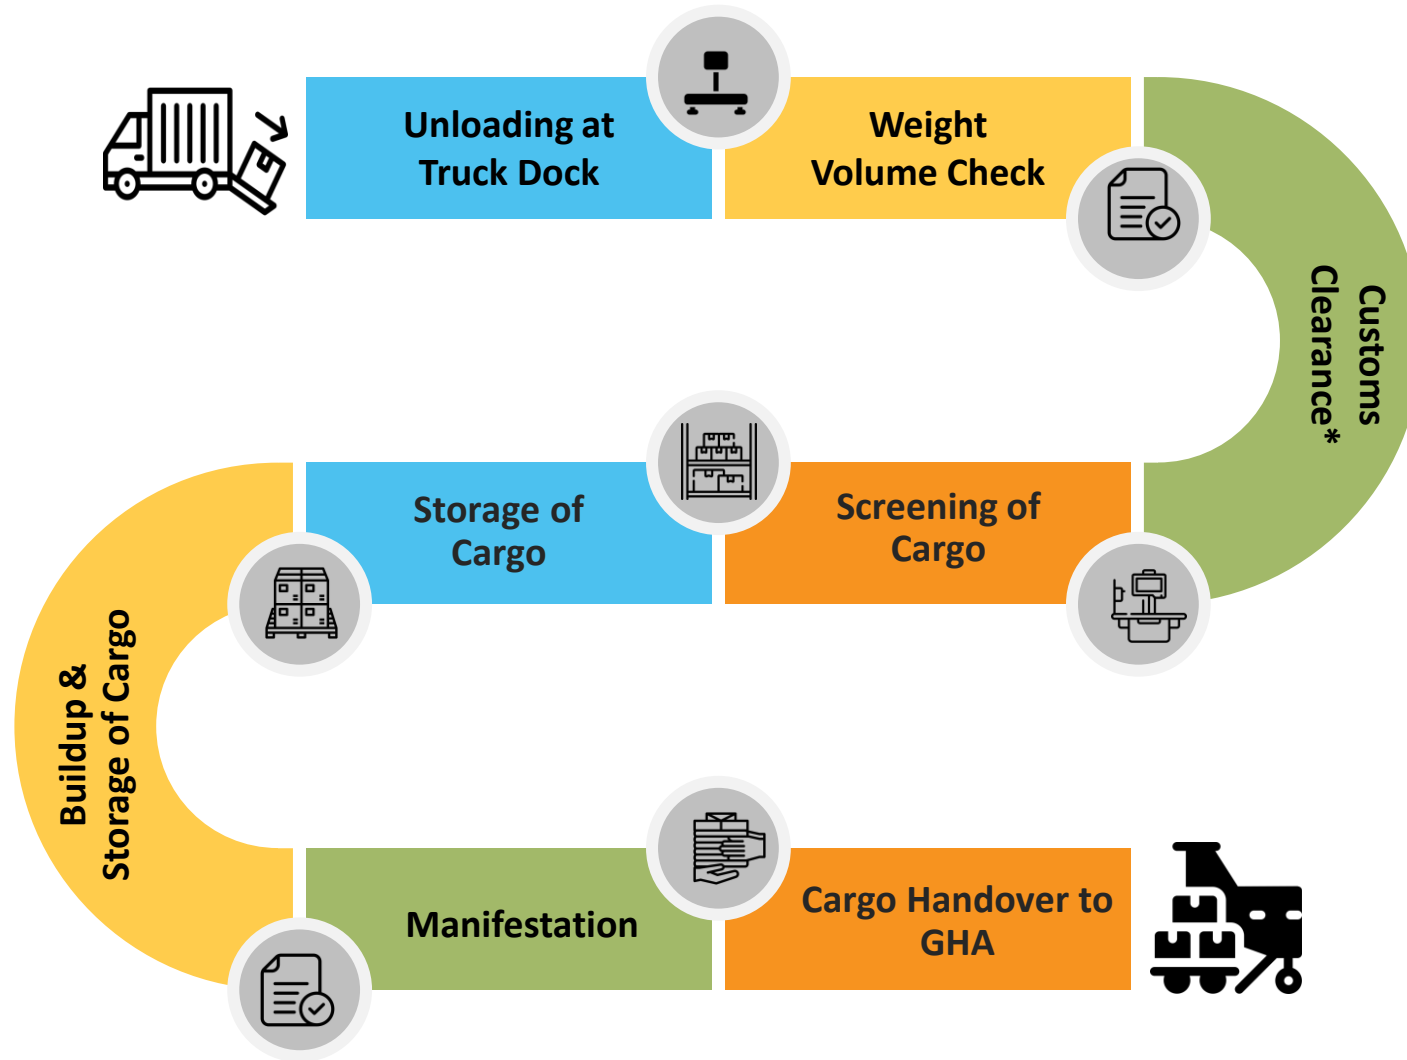 Unloading at
Truck Dock
Weight
Volume Check
Customs
Clearance*
Screening of
Cargo
Storage of
Cargo
Buildup &
Storage of Cargo
Manifestation
Cargo Handover to
GHA